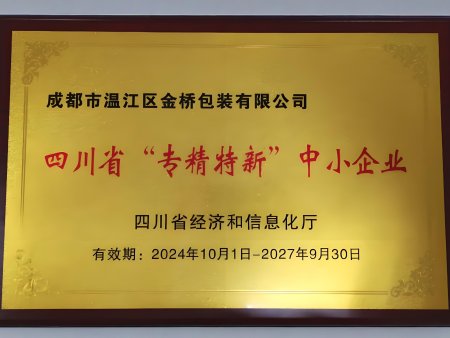 成都市温江区金桥包装有限公司
四川省“专精特新”中小企业
四川省经济和信息化厅
有效期：2024年10月1日-2027年9月30日